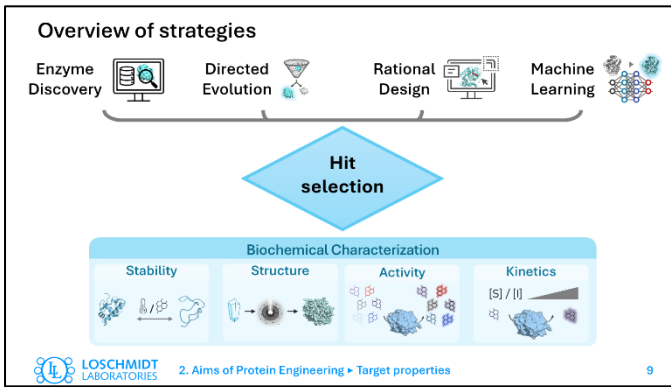 Overview of strategies
Enzyme
Discovery
Directed
Evolution
Rational
Design
Machine
Learning
Hit
selection
Biochemical Characterization
Stability
Structure
Activity
Kinetics
[S] / [I]
LOSCHMIDT
LABORATORIES
2. Aims of Protein Engineering ▸ Target properties
9